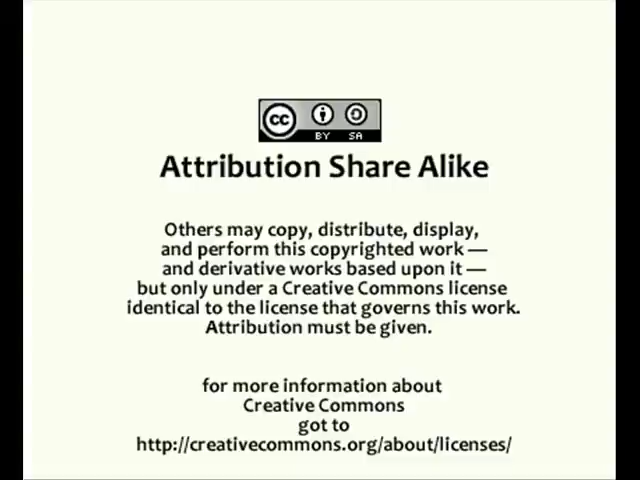 cc
BY SA
Attribution Share Alike
Others may copy, distribute, display,
and perform this copyrighted work —
and derivative works based upon it —
but only under a Creative Commons license
identical to the license that governs this work.
Attribution must be given.
for more information about
Creative Commons
got to
http://creativecommons.org/about/licenses/